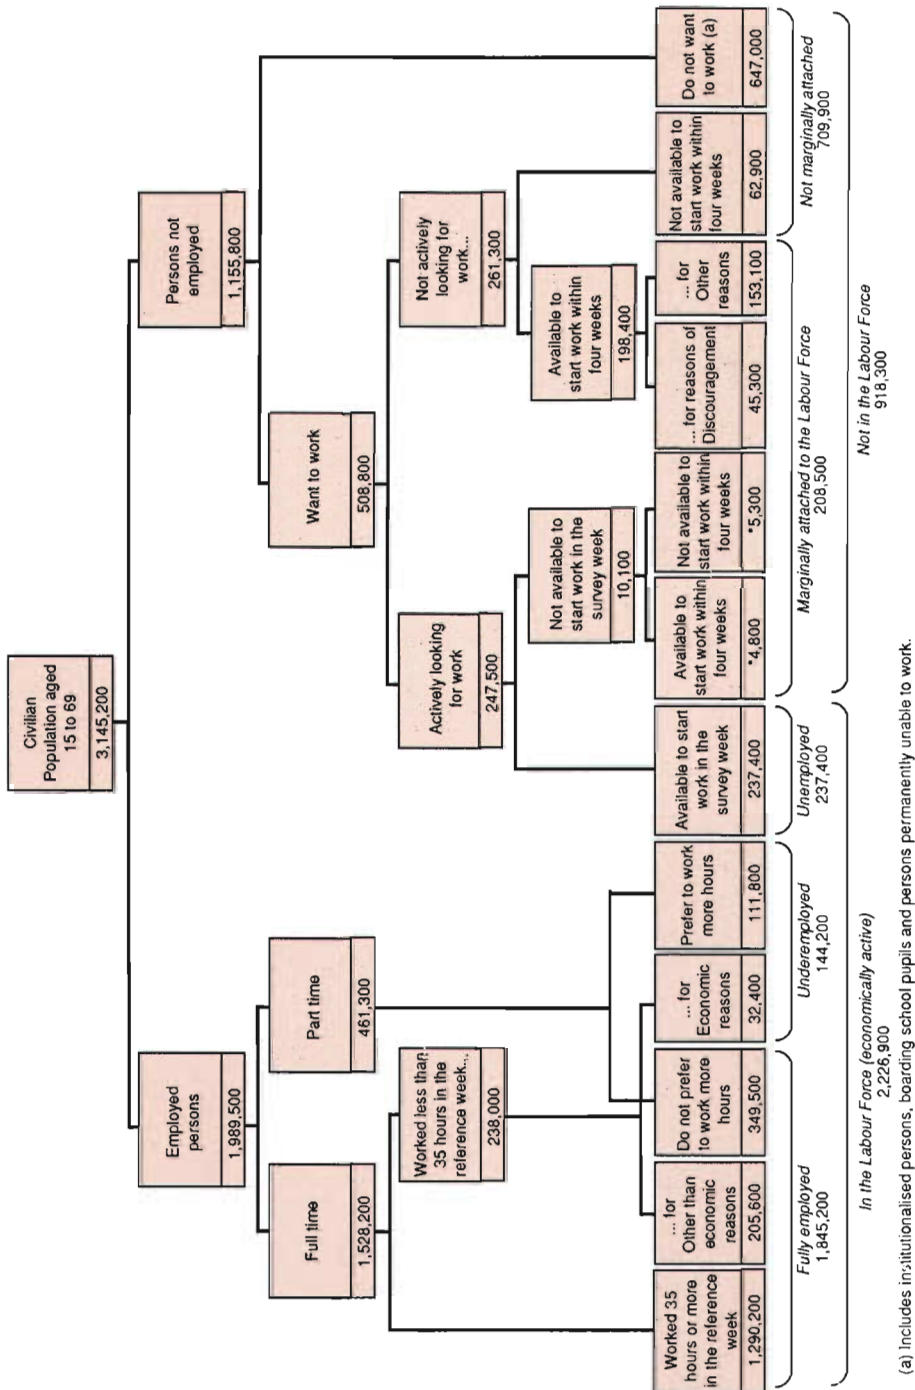 Civilian
Population aged
15 to 69
3,145,200
Employed
persons
1,989,500
Persons not
employed
1,155,800
Full time
1,528,200
Part time
461,300
Want to work
508,800
Worked less than
35 hours in the
reference week...
238,000
Actively looking
for work
247,500
Not actively
looking for
work...
261,300
Not available to
start work in the
survey week
10,100
Available to
start work within
four weeks
198,400
Worked 35
hours or more
in the reference
week
1,290,200
... for
Other than
economic
reasons
205,600
Do not prefer
to work more
hours
349,500
... for
Economic
reasons
32,400
Prefer to work
more hours
111,800
Available to start
work in the
survey week
237,400
Available to
start work within
four weeks
*4,800
Not available to
start work within
four weeks
*5,300
... for reasons of
Discouragement
45,300
... for
Other
reasons
153,100
Not available to
start work within
four weeks
62,900
Do not want
to work (a)
647,000
Fully employed
1,845,200
Underemployed
144,200
Unemployed
237,400
Marginally attached to the Labour Force
208,500
Not marginally attached
709,900
In the Labour Force (economically active)
2,226,900
Not in the Labour Force
918,300
(a) Includes institutionalised persons, boarding school pupils and persons permanently unable to work.